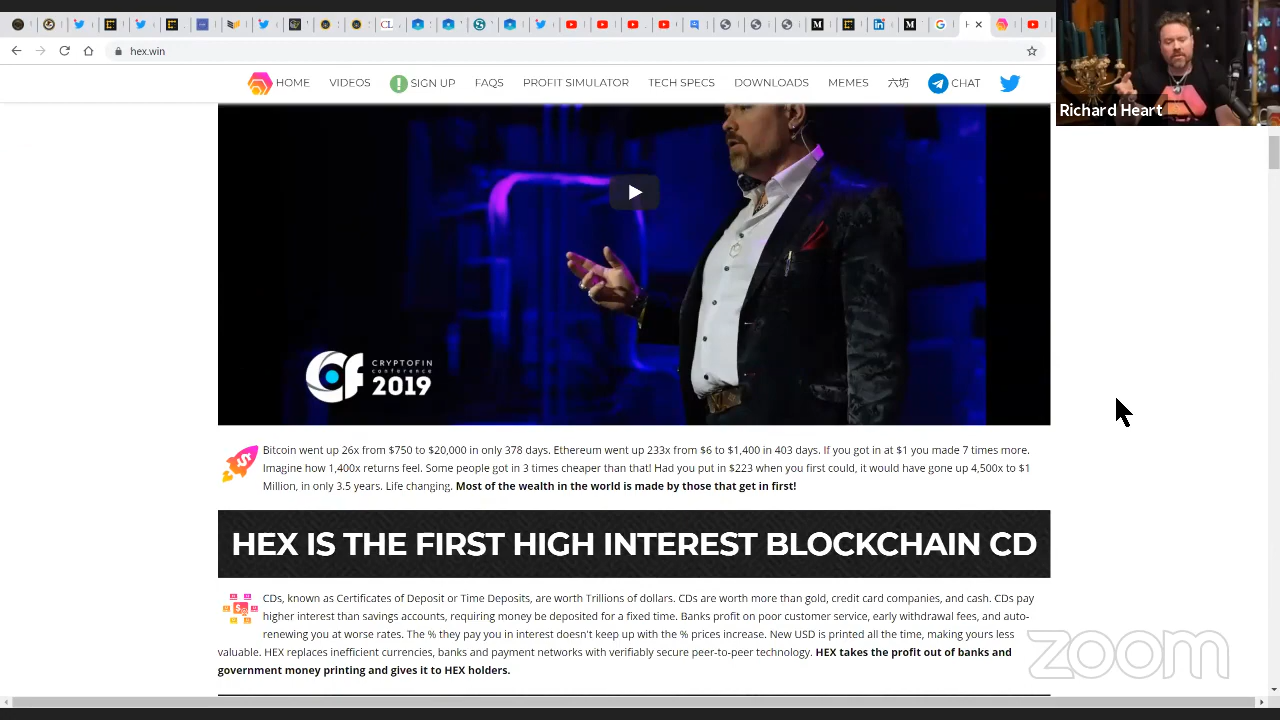 hex.win
HOME VIDEOS SIGN UP FAQS PROFIT SIMULATOR TECH SPECS DOWNLOADS MEMES 六坊 CHAT
Richard Heart
CRYPTOFIN
conference
2019
Bitcoin went up 26x from $750 to $20,000 in only 378 days. Ethereum went up 233x from $6 to $1,400 in 403 days. If you got in at $1 you made 7 times more.
Imagine how 1,400x returns feel. Some people got in 3 times cheaper than that! Had you put in $223 when you first could, it would have gone up 4,500x to $1
Million, in only 3.5 years. Life changing. Most of the wealth in the world is made by those that get in first!
HEX IS THE FIRST HIGH INTEREST BLOCKCHAIN CD
CDs, known as Certificates of Deposit or Time Deposits, are worth Trillions of dollars. CDs are worth more than gold, credit card companies, and cash. CDs pay
higher interest than savings accounts, requiring money be deposited for a fixed time. Banks profit on poor customer service, early withdrawal fees, and auto-
renewing you at worse rates. The % they pay you in interest doesn't keep up with the % prices increase. New USD is printed all the time, making yours less
valuable. HEX replaces inefficient currencies, banks and payment networks with verifiably secure peer-to-peer technology. HEX takes the profit out of banks and
government money printing and gives it to HEX holders.
zoom